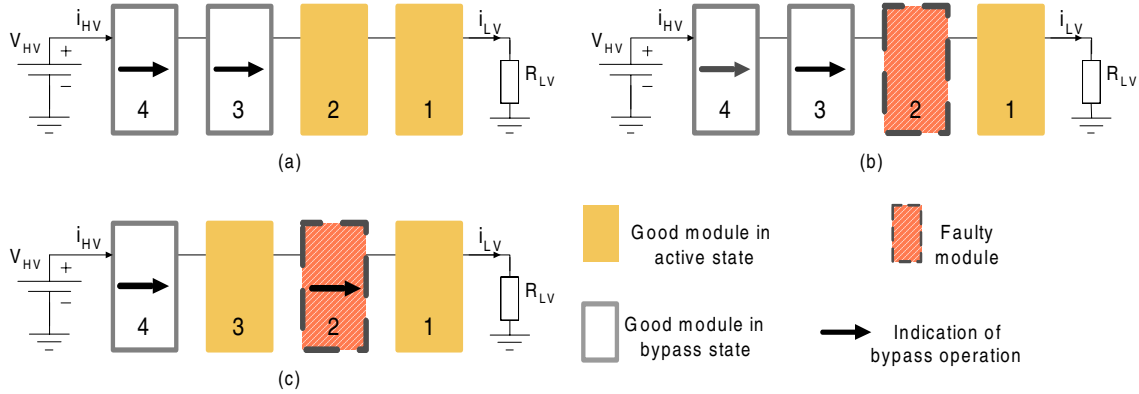 i_HV
i_LV
V_HV
+
−
R_LV
4
3
2
1
(a)
i_HV
i_LV
V_HV
+
−
R_LV
4
3
2
1
(b)
i_HV
i_LV
V_HV
+
−
R_LV
4
3
2
1
(c)
Good module in
active state
Faulty
module
Good module in
bypass state
Indication of
bypass operation